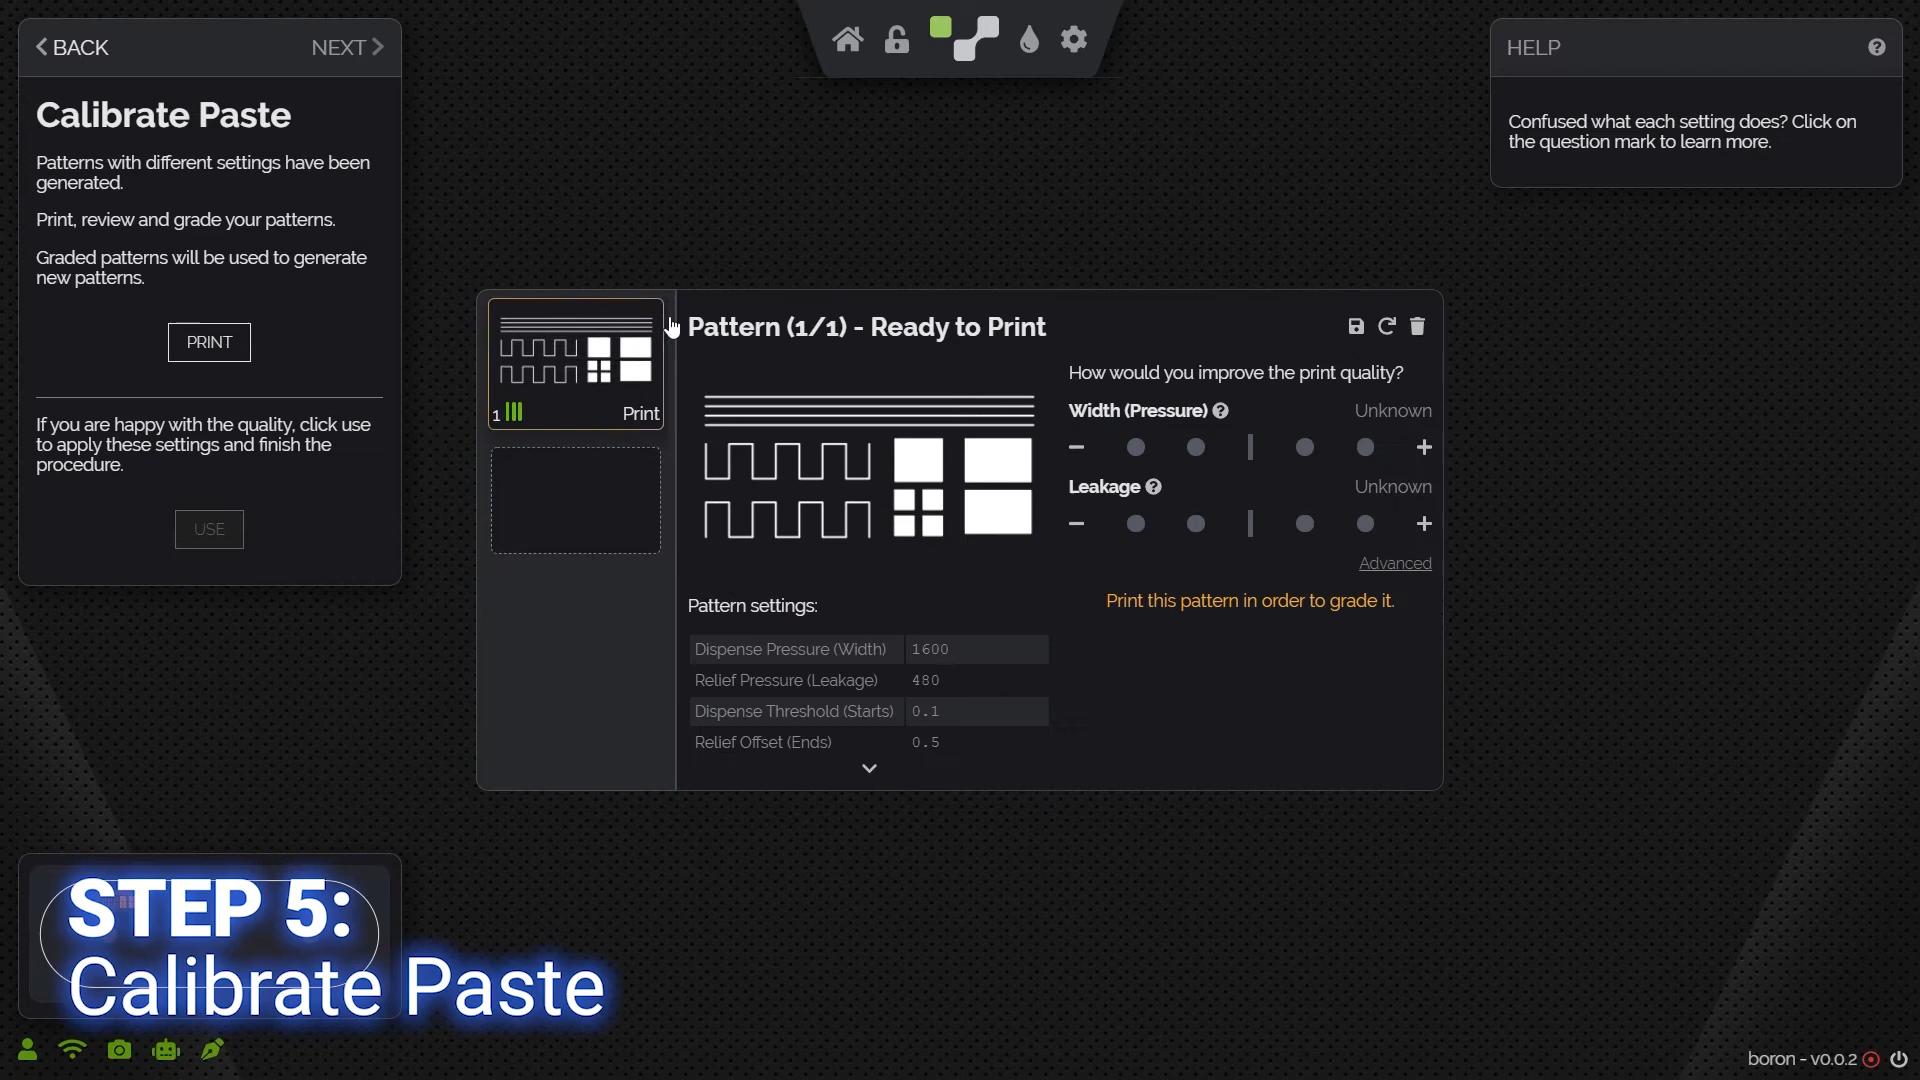 BACK
NEXT
Calibrate Paste
Patterns with different settings have been
generated.
Print, review and grade your patterns.
Graded patterns will be used to generate
new patterns.
PRINT
If you are happy with the quality, click use
to apply these settings and finish the
procedure.
USE
HELP
Confused what each setting does? Click on
the question mark to learn more.
1
Print
Pattern (1/1) - Ready to Print
How would you improve the print quality?
Width (Pressure)
Unknown
Leakage
Unknown
Advanced
Print this pattern in order to grade it.
Pattern settings:
Dispense Pressure (Width) 1600
Relief Pressure (Leakage) 480
Dispense Threshold (Starts) 0.1
Relief Offset (Ends) 0.5
STEP 5:
Calibrate Paste
boron - v0.0.2